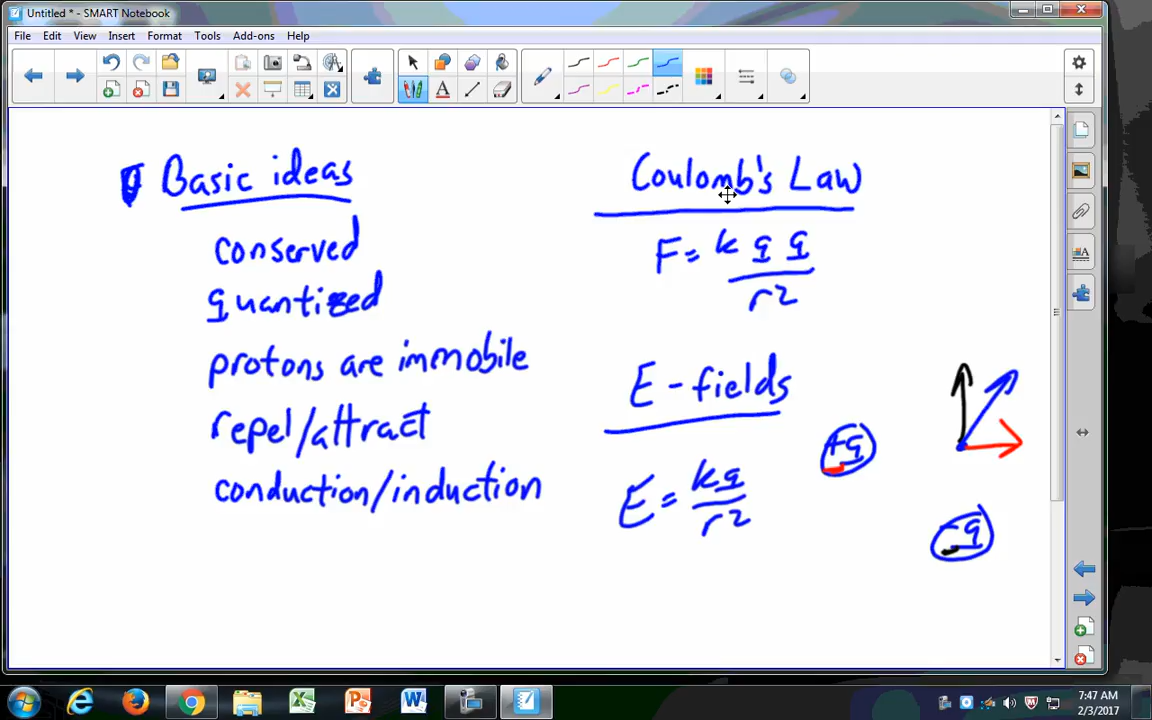 Untitled * - SMART Notebook
File Edit View Insert Format Tools Add-ons Help
Basic ideas
conserved
quantized
protons are immobile
repel/attract
conduction/induction
Coulomb's Law
F = k q q
r2
E - fields
E = kq
r2
+q
-q
7:47 AM
2/3/2017